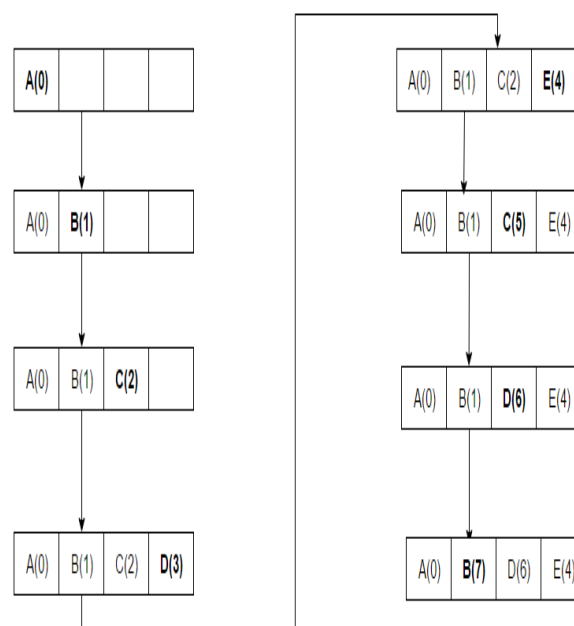 A(0)
A(0) B(1)
A(0) B(1) C(2)
A(0) B(1) C(2) D(3)
A(0) B(1) C(2) E(4)
A(0) B(1) C(5) E(4)
A(0) B(1) D(6) E(4)
A(0) B(7) D(6) E(4)